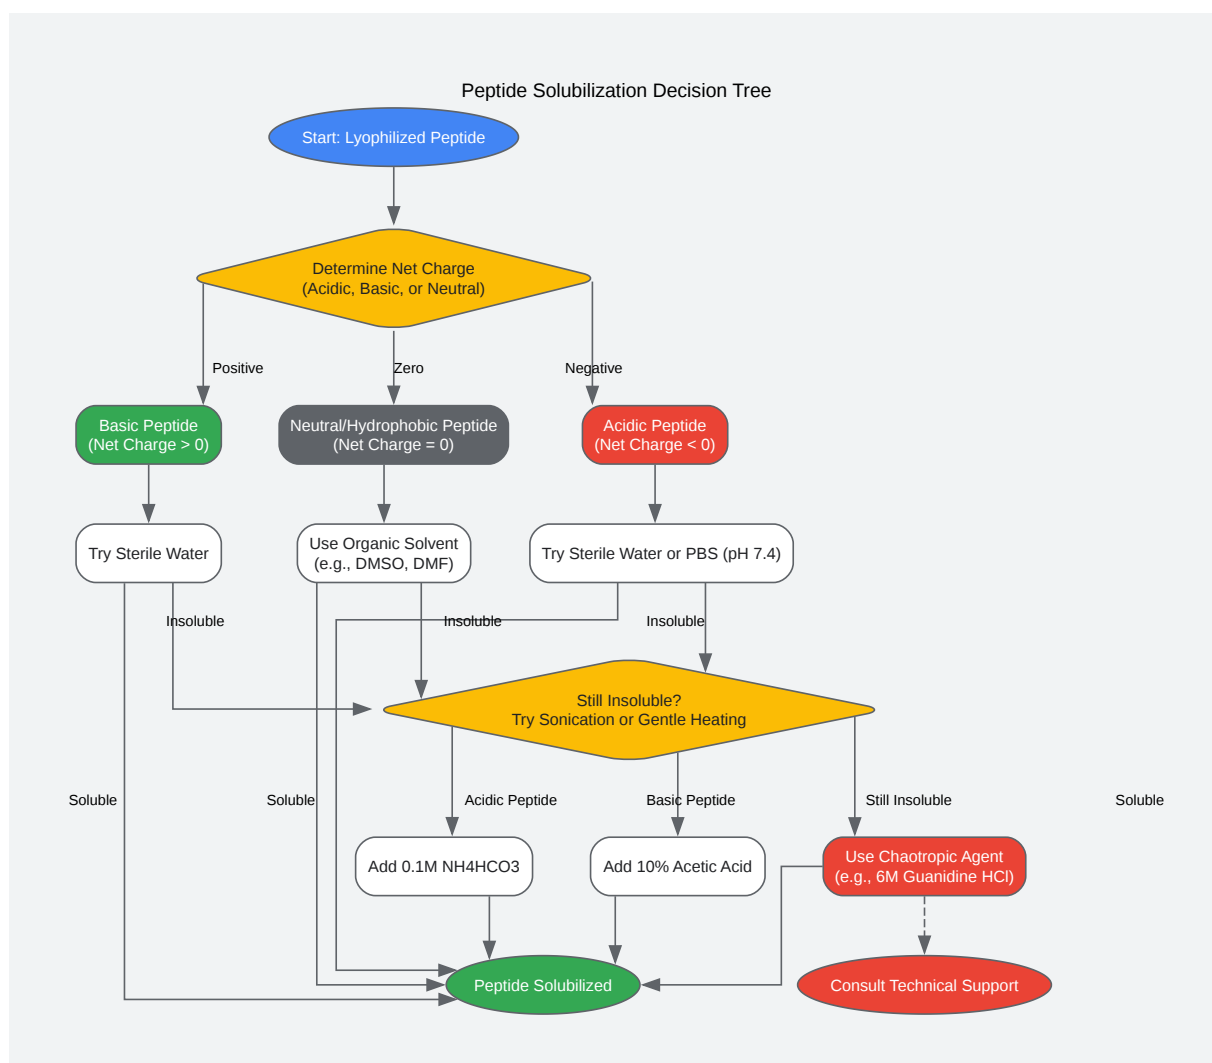 Peptide Solubilization Decision Tree
Start: Lyophilized Peptide
Determine Net Charge
(Acidic, Basic, or Neutral)
Positive
Zero
Negative
Basic Peptide
(Net Charge > 0)
Neutral/Hydrophobic Peptide
(Net Charge = 0)
Acidic Peptide
(Net Charge < 0)
Try Sterile Water
Use Organic Solvent
(e.g., DMSO, DMF)
Try Sterile Water or PBS (pH 7.4)
Insoluble
Insoluble
Insoluble
Still Insoluble?
Try Sonication or Gentle Heating
Soluble
Soluble
Acidic Peptide
Basic Peptide
Still Insoluble
Soluble
Add 0.1M NH4HCO3
Add 10% Acetic Acid
Use Chaotropic Agent
(e.g., 6M Guanidine HCl)
Peptide Solubilized
Consult Technical Support